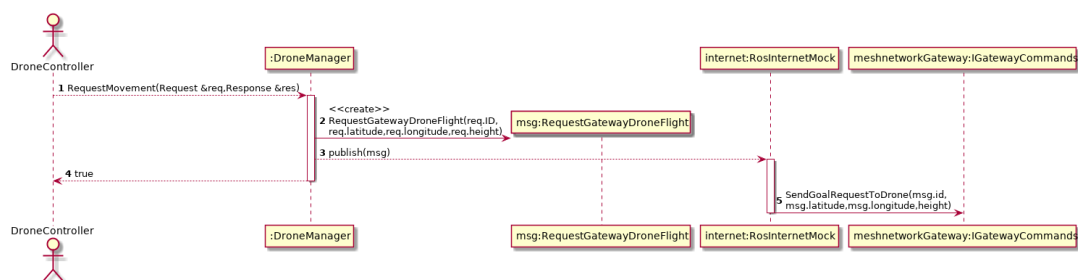 DroneController
:DroneManager
internet:RosInternetMock
meshnetworkGateway:IGatewayCommands
1 RequestMovement(Request &req,Response &res)
<<create>>
2 RequestGatewayDroneFlight(req.ID,
req.latitude,req.longitude,req.height)
msg:RequestGatewayDroneFlight
3 publish(msg)
4 true
5 SendGoalRequestToDrone(msg.id,
msg.latitude,msg.longitude,height)
DroneController
:DroneManager
msg:RequestGatewayDroneFlight
internet:RosInternetMock
meshnetworkGateway:IGatewayCommands